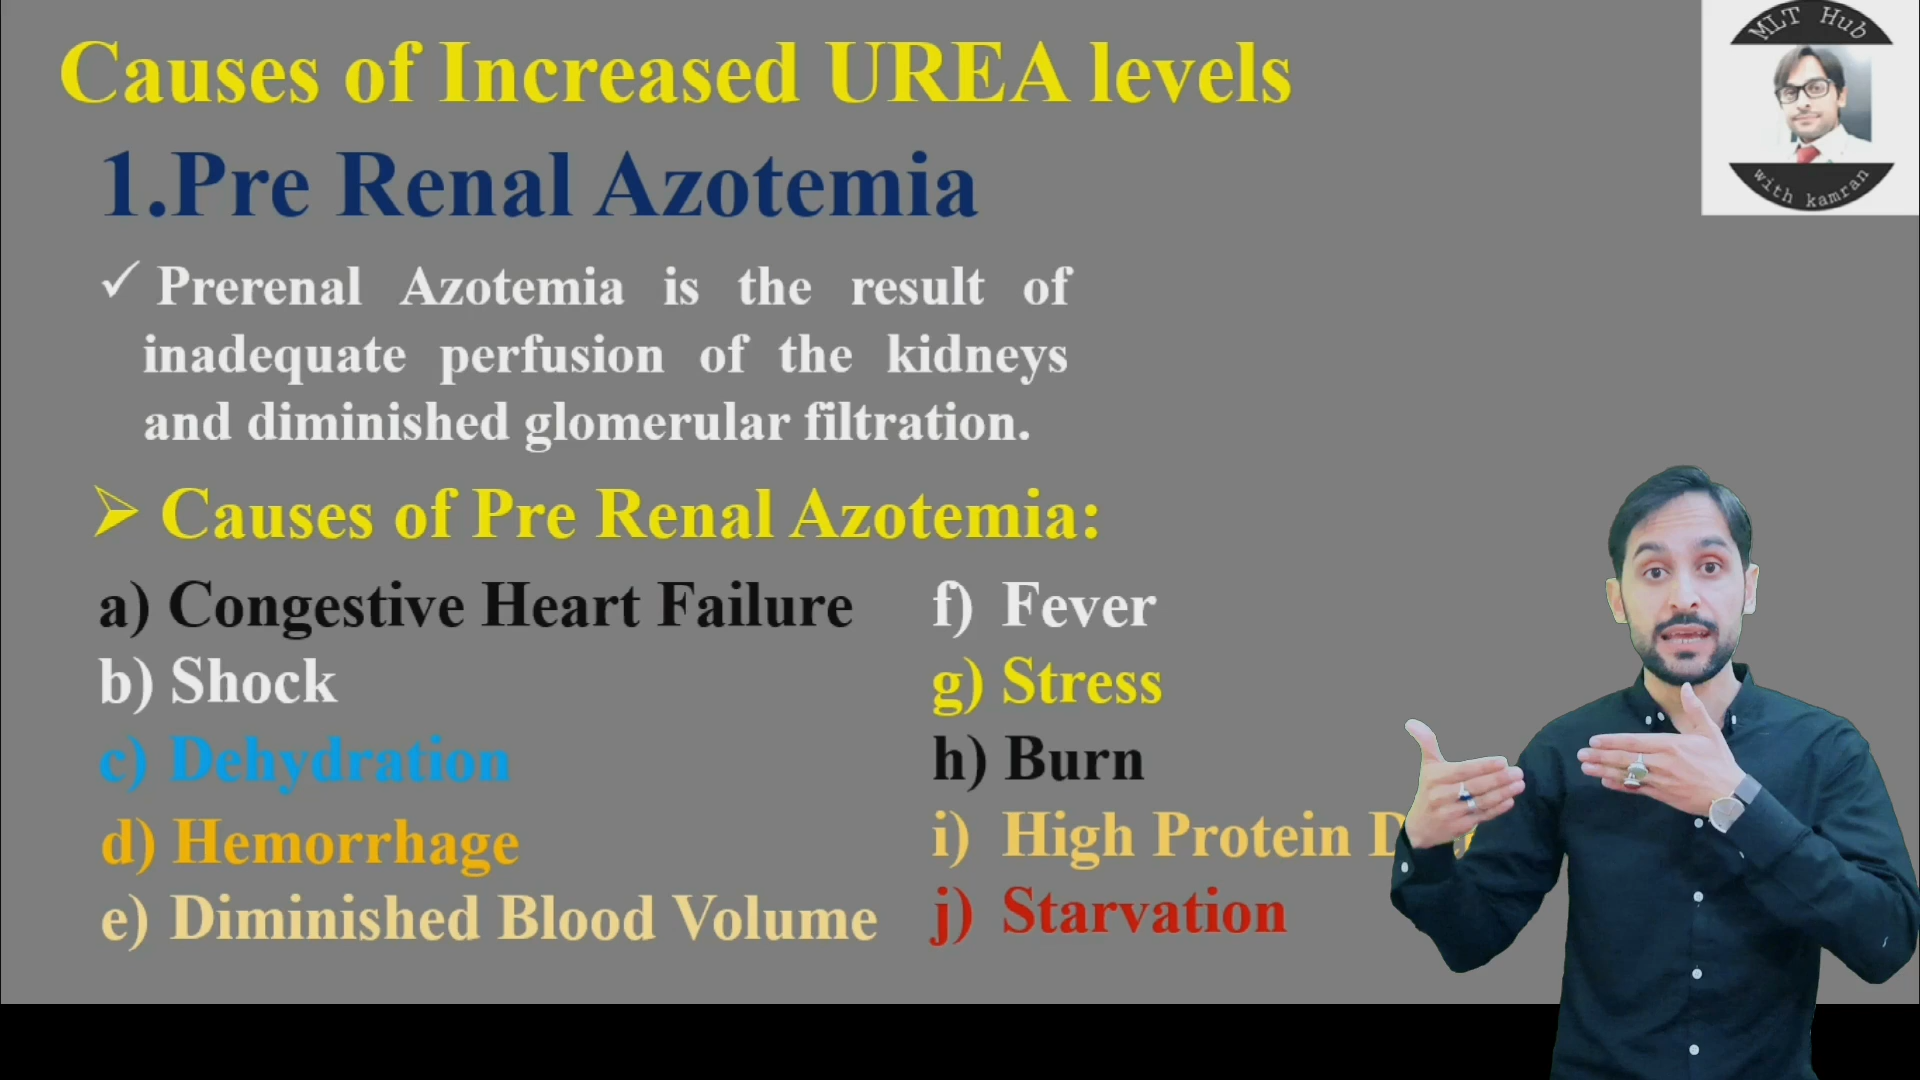 Causes of Increased UREA levels
MLT Hub
with kamran
1.Pre Renal Azotemia
✓ Prerenal Azotemia is the result of
inadequate perfusion of the kidneys
and diminished glomerular filtration.
➢ Causes of Pre Renal Azotemia:
a) Congestive Heart Failure
b) Shock
c) Dehydration
d) Hemorrhage
e) Diminished Blood Volume
f) Fever
g) Stress
h) Burn
i) High Protein
j) Starvation